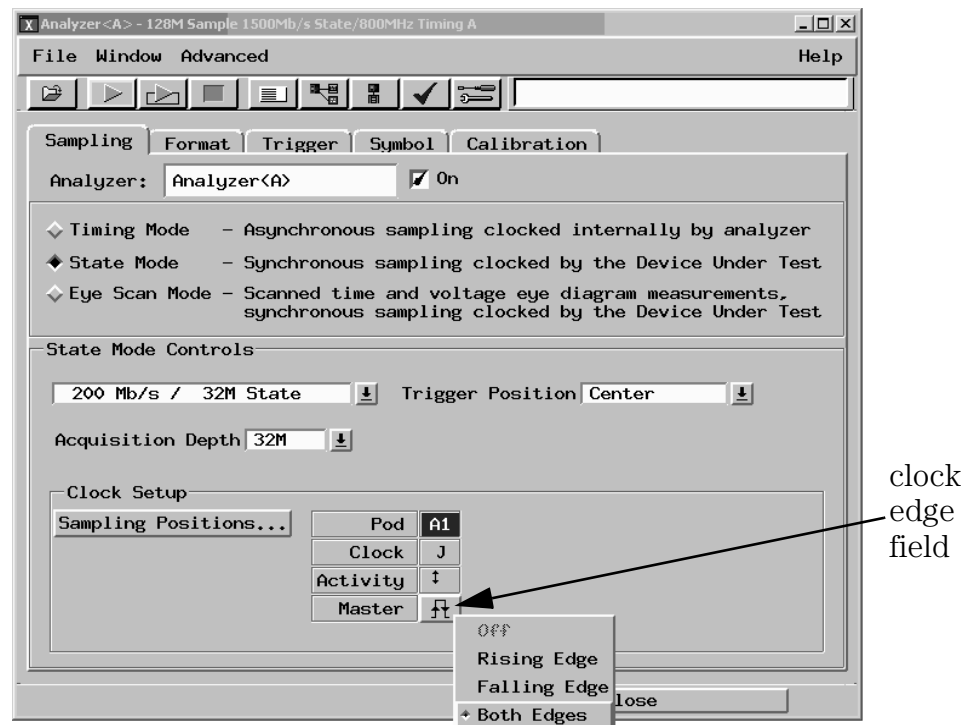 X Analyzer<A> - 128M Sample 1500Mb/s State/800MHz Timing A
File Window Advanced Help
Sampling Format Trigger Symbol Calibration
Analyzer: Analyzer<A> On
Timing Mode - Asynchronous sampling clocked internally by analyzer
State Mode - Synchronous sampling clocked by the Device Under Test
Eye Scan Mode - Scanned time and voltage eye diagram measurements,
synchronous sampling clocked by the Device Under Test
State Mode Controls
200 Mb/s / 32M State Trigger Position Center
Acquisition Depth 32M
Clock Setup
Sampling Positions... Pod A1
Clock J
Activity
Master
Off
Rising Edge
Falling Edge
Both Edges
lose
clock
edge
field